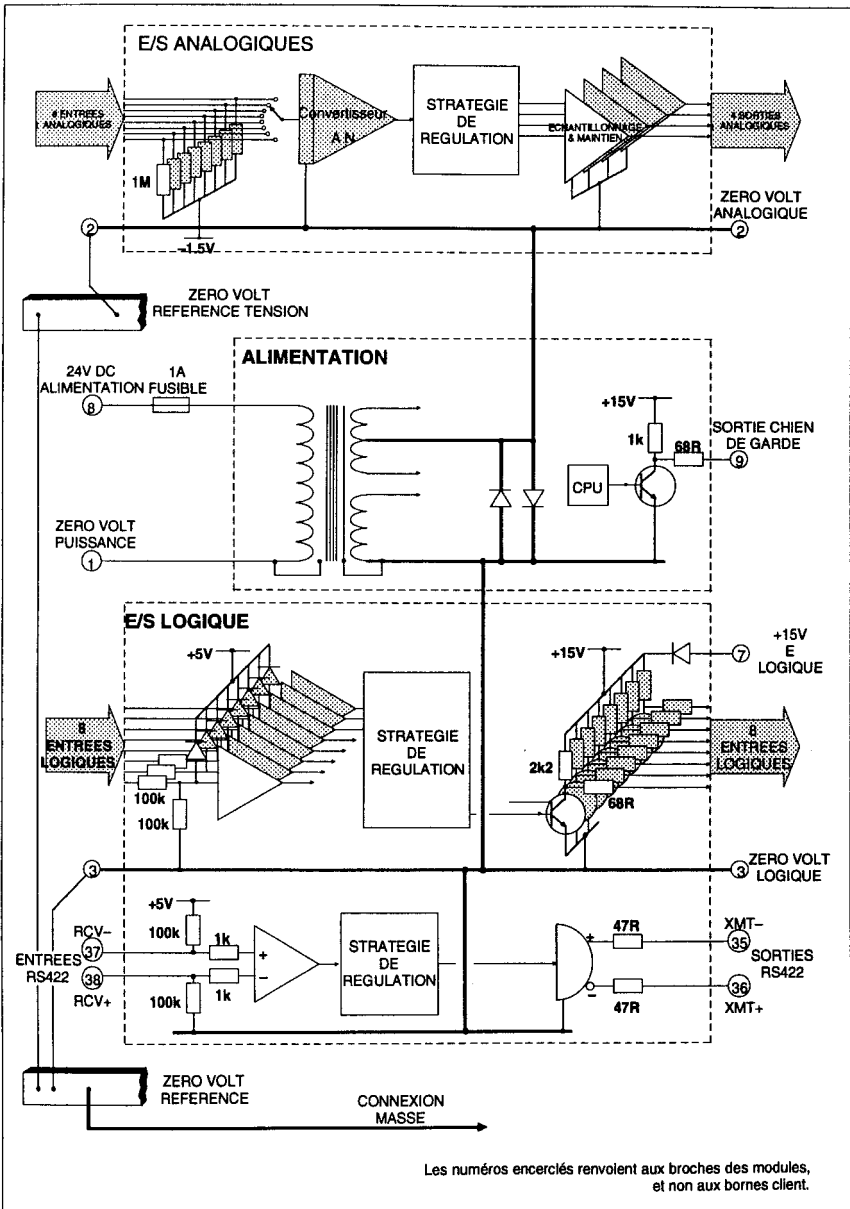 E/S ANALOGIQUES
8 ENTREES
ANALOGIQUES
1M
-1.5V
Convertisseur
A N
STRATEGIE
DE
REGULATION
ECHANTILLONNAGE
& MAINTIEN
4 SORTIES
ANALOGIQUES
ZERO VOLT
ANALOGIQUE
2
2
ZERO VOLT
REFERENCE TENSION
ALIMENTATION
24V DC
ALIMENTATION
1A
FUSIBLE
8
ZERO VOLT
PUISSANCE
1
+15V
1k
68R
CPU
SORTIE CHIEN
DE GARDE
9
E/S LOGIQUE
+5V
8
ENTREES
LOGIQUES
100k
100k
STRATEGIE
DE
REGULATION
+15V
2k2
68R
7
+15V
E
LOGIQUE
8
ENTREES
LOGIQUES
3
3
ZERO VOLT
LOGIQUE
+5V
100k
RCV-
37
1k
+
ENTREES
RS422
38
RCV+
1k
-
100k
STRATEGIE
DE
REGULATION
+
-
47R
47R
XMT-
35
SORTIES
RS422
36
XMT+
ZERO VOLT
REFERENCE
CONNEXION
MASSE
Les numéros encerclés renvoient aux broches des modules,
et non aux bornes client.